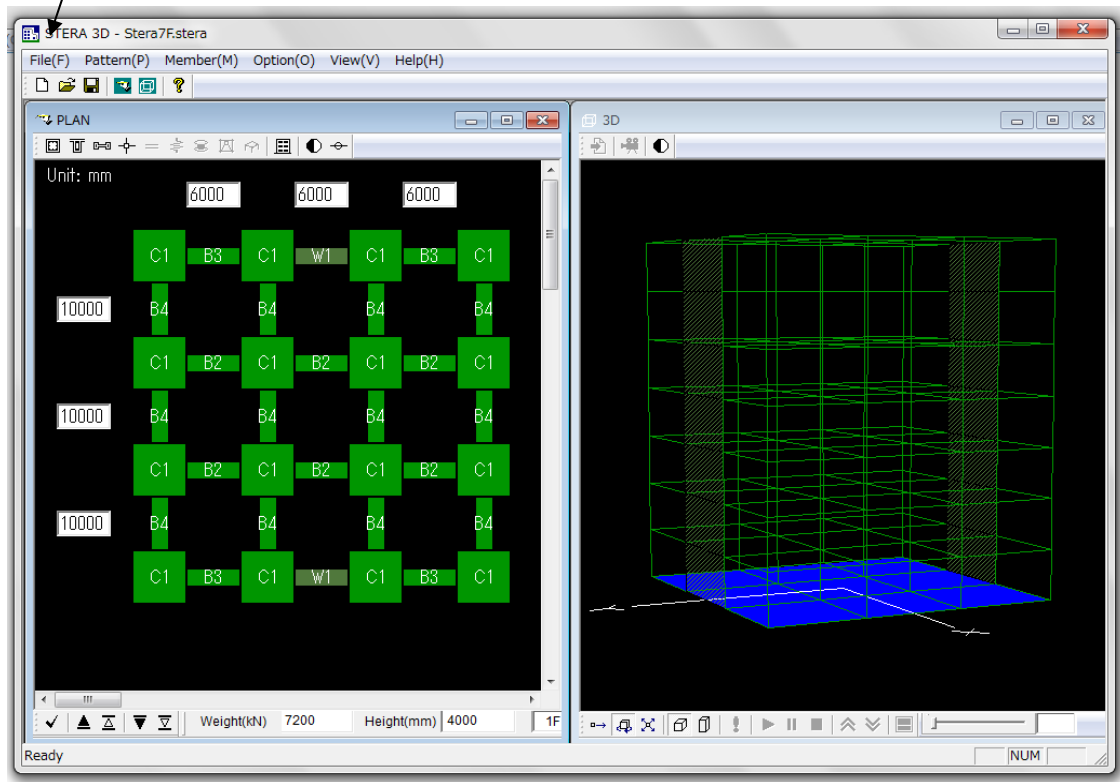 STERA 3D - Stera7F.stera
File(F) Pattern(P) Member(M) Option(O) View(V) Help(H)
PLAN
Unit: mm
6000 6000 6000
C1 B3 C1 W1 C1 B3 C1
10000 B4 B4 B4 B4
C1 B2 C1 B2 C1 B2 C1
10000 B4 B4 B4 B4
C1 B2 C1 B2 C1 B2 C1
10000 B4 B4 B4 B4
C1 B3 C1 W1 C1 B3 C1
Weight(kN) 7200 Height(mm) 4000 1F
3D
Ready
NUM